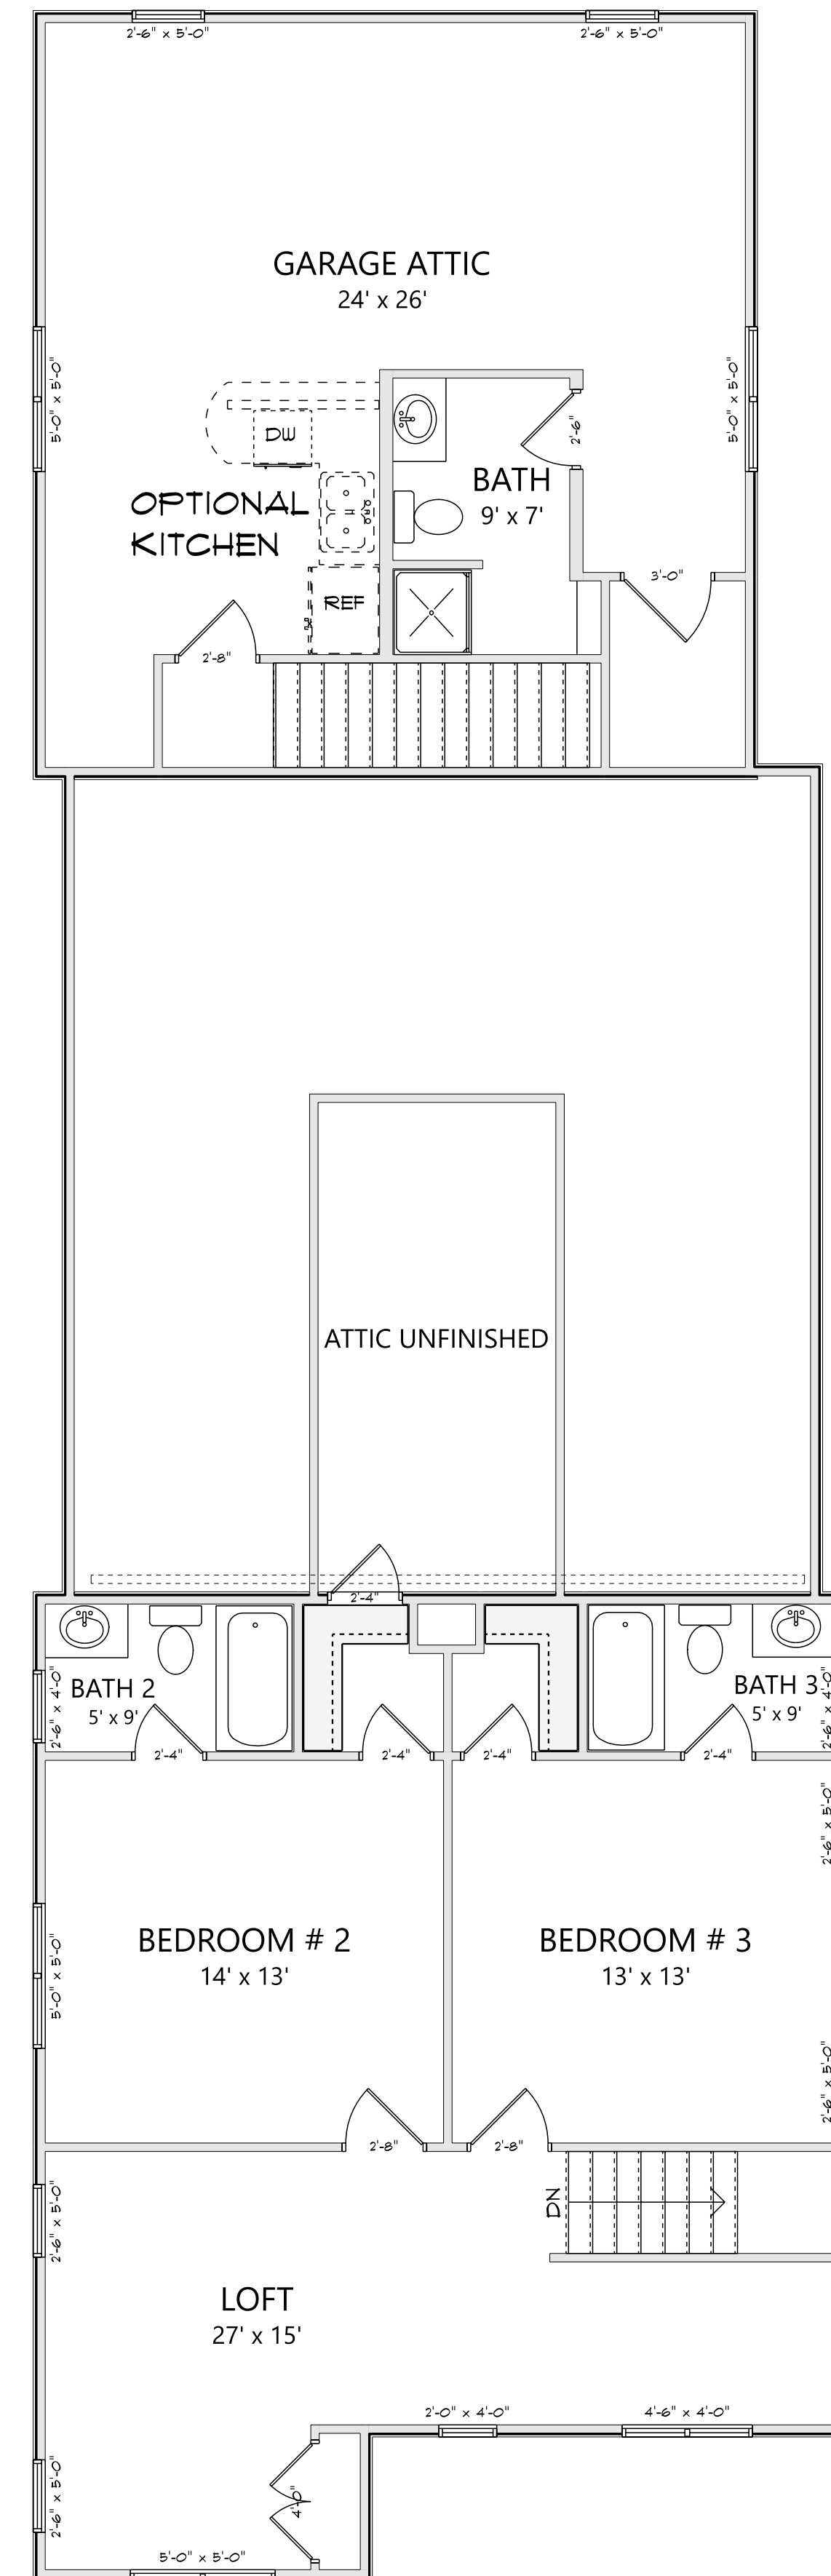 2'-6" x 5'-0"
2'-6" x 5'-0"
GARAGE ATTIC
24' x 26'
5'-0" x 5'-0"
5'-0" x 5'-0"
DW
2'-6"
BATH
9' x 7'
OPTIONAL
KITCHEN
3'-0"
REF
2'-8"
ATTIC UNFINISHED
2'-4"
BATH 2
5' x 9'
2'-6" x 4'-0"
BATH 3
5' x 9'
2'-6" x 4'-0"
2'-4"
2'-4"
2'-4"
2'-4"
2'-6" x 5'-0"
BEDROOM # 2
14' x 13'
BEDROOM # 3
13' x 13'
5'-0" x 5'-0"
2'-6" x 5'-0"
2'-8"
2'-8"
DN
2'-6" x 5'-0"
LOFT
27' x 15'
2'-0" x 4'-0"
4'-6" x 4'-0"
4'-0"
2'-6" x 5'-0"
5'-0" x 5'-0"